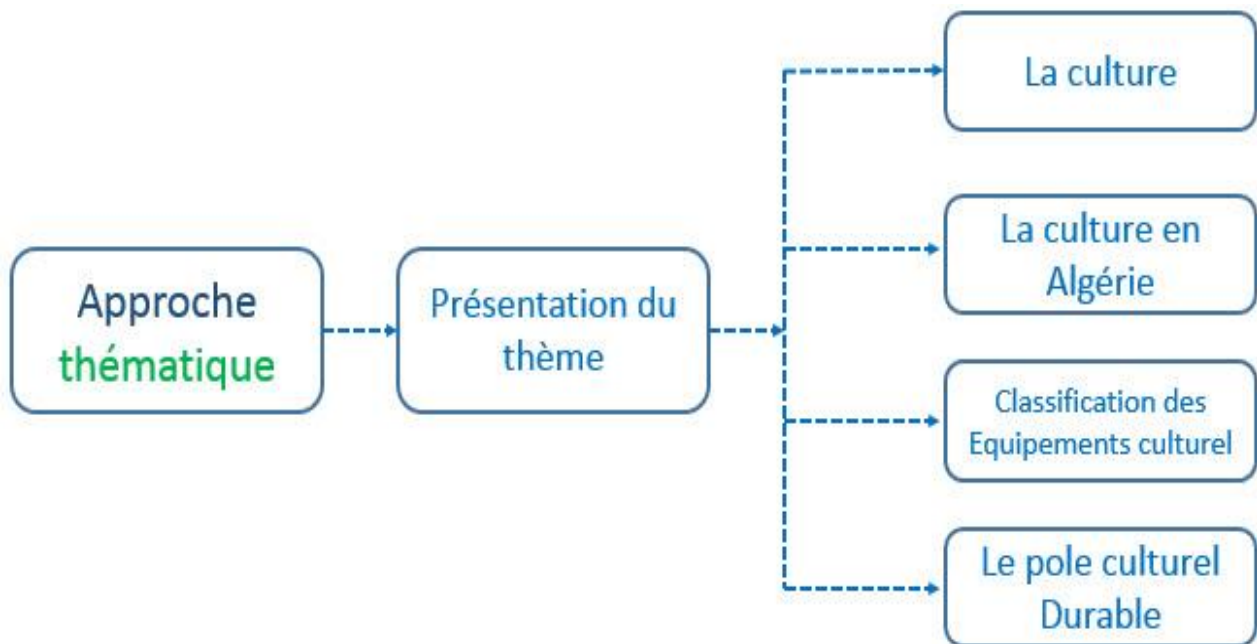 Approche
thématique
Présentation du
thème
La culture
La culture en
Algérie
Classification des
Equipements culturel
Le pole culturel
Durable